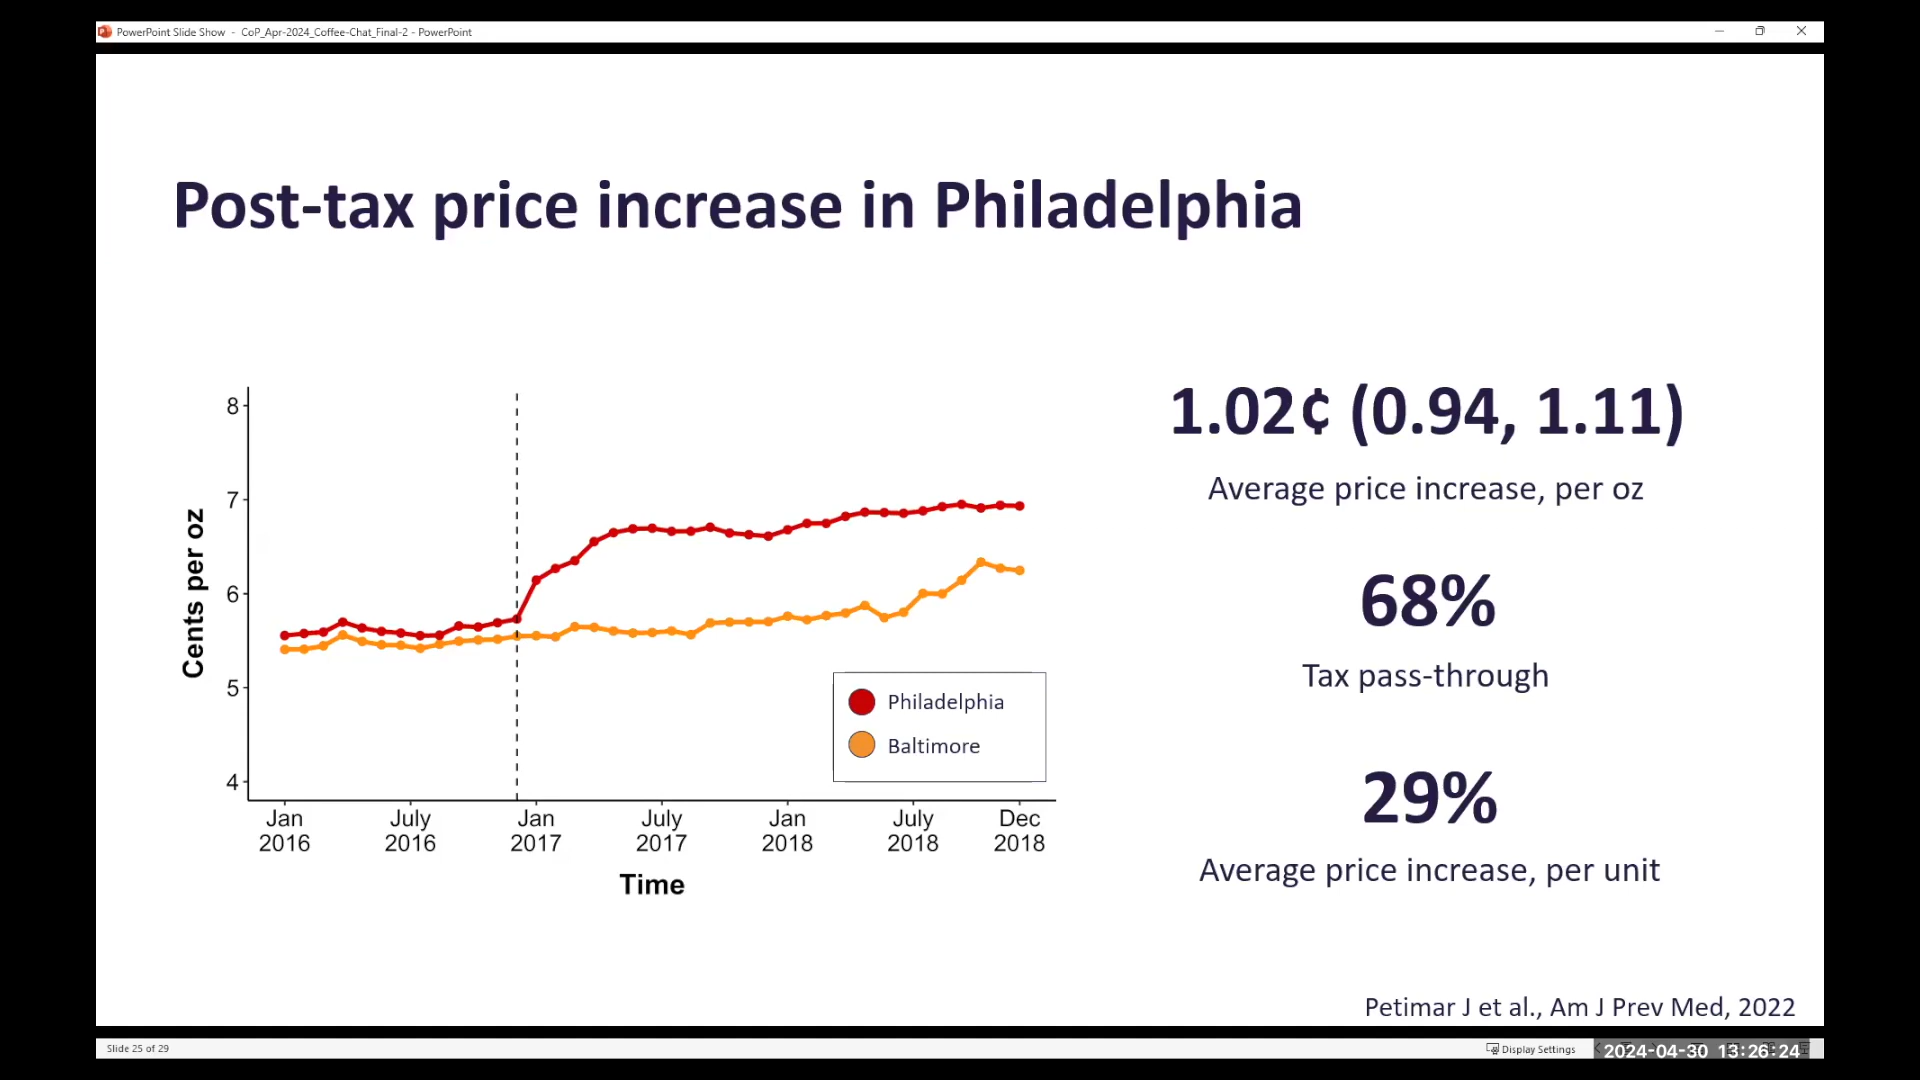 PowerPoint Slide Show - CoP_Apr-2024_Coffee-Chat_Final-2 - PowerPoint
Post-tax price increase in Philadelphia
8
7
6
5
4
Cents per oz
Jan 2016
July 2016
Jan 2017
July 2017
Jan 2018
July 2018
Dec 2018
Time
Philadelphia
Baltimore
1.02¢ (0.94, 1.11)
Average price increase, per oz
68%
Tax pass-through
29%
Average price increase, per unit
Petimar J et al., Am J Prev Med, 2022
Slide 25 of 29
Display Settings
2024-04-30 13:26:24